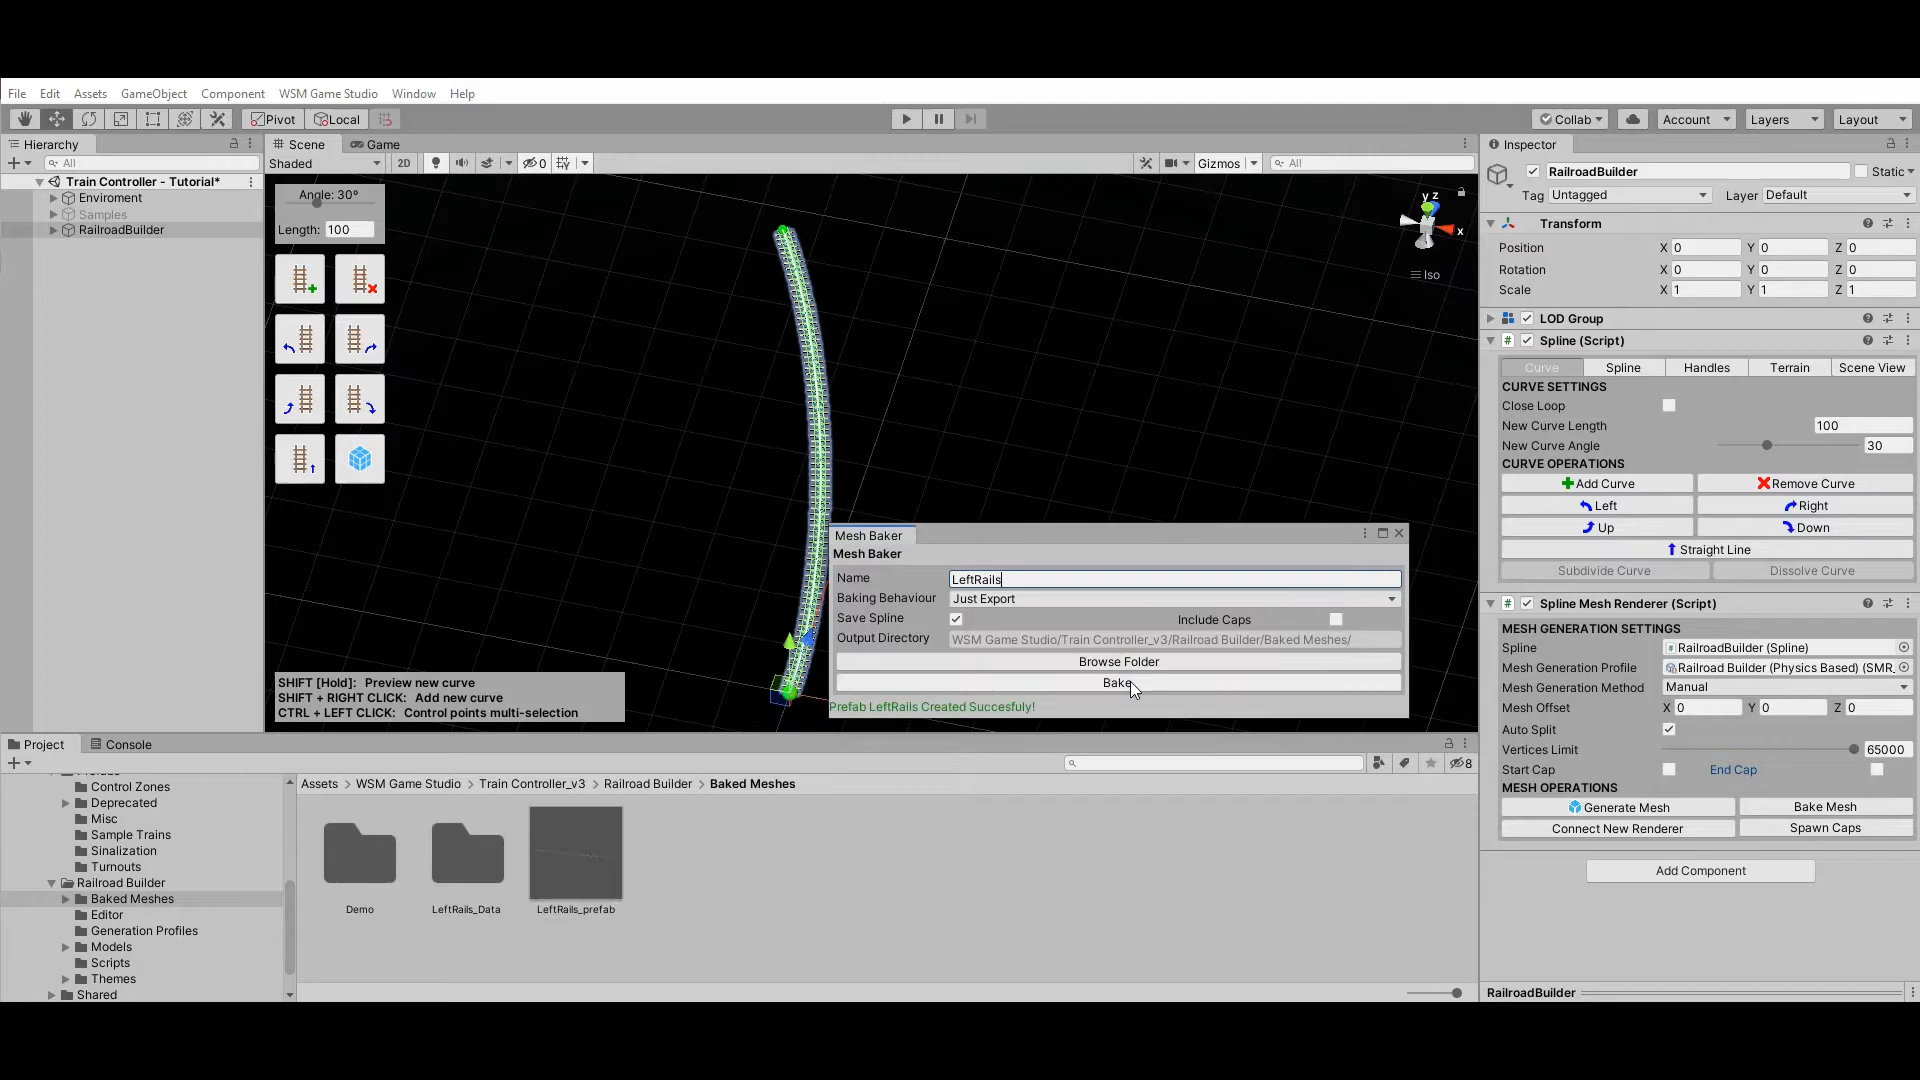 File Edit Assets GameObject Component WSM Game Studio Window Help
Pivot Local Collab Account Layers Layout
Hierarchy
All
Train Controller - Tutorial*
Enviroment
Samples
RailroadBuilder
Scene Game
Shaded 2D 0 Gizmos All
Angle: 30º
Length: 100
y z
x
Iso
SHIFT [Hold]: Preview new curve
SHIFT + RIGHT CLICK: Add new curve
CTRL + LEFT CLICK: Control points multi-selection
Mesh Baker
Mesh Baker
Name LeftRails
Baking Behaviour Just Export
Save Spline Include Caps
Output Directory WSM Game Studio/Train Controller_v3/Railroad Builder/Baked Meshes/
Browse Folder
Bake
Prefab LeftRails Created Succesfuly!
Inspector
RailroadBuilder Static
Tag Untagged Layer Default
Transform
Position X 0 Y 0 Z 0
Rotation X 0 Y 0 Z 0
Scale X 1 Y 1 Z 1
LOD Group
# Spline (Script)
Curve Spline Handles Terrain Scene View
CURVE SETTINGS
Close Loop
New Curve Length 100
New Curve Angle 30
CURVE OPERATIONS
Add Curve Remove Curve
Left Right
Up Down
Straight Line
Subdivide Curve Dissolve Curve
# Spline Mesh Renderer (Script)
MESH GENERATION SETTINGS
Spline RailroadBuilder (Spline)
Mesh Generation Profile Railroad Builder (Physics Based) (SMR_
Mesh Generation Method Manual
Mesh Offset X 0 Y 0 Z 0
Auto Split
Vertices Limit 65000
Start Cap End Cap
MESH OPERATIONS
Generate Mesh Bake Mesh
Connect New Renderer Spawn Caps
Add Component
RailroadBuilder
Project Console
8
Control Zones
Deprecated
Misc
Sample Trains
Sinalization
Turnouts
Railroad Builder
Baked Meshes
Editor
Generation Profiles
Models
Scripts
Themes
Shared
Assets > WSM Game Studio > Train Controller_v3 > Railroad Builder > Baked Meshes
Demo LeftRails_Data LeftRails_prefab